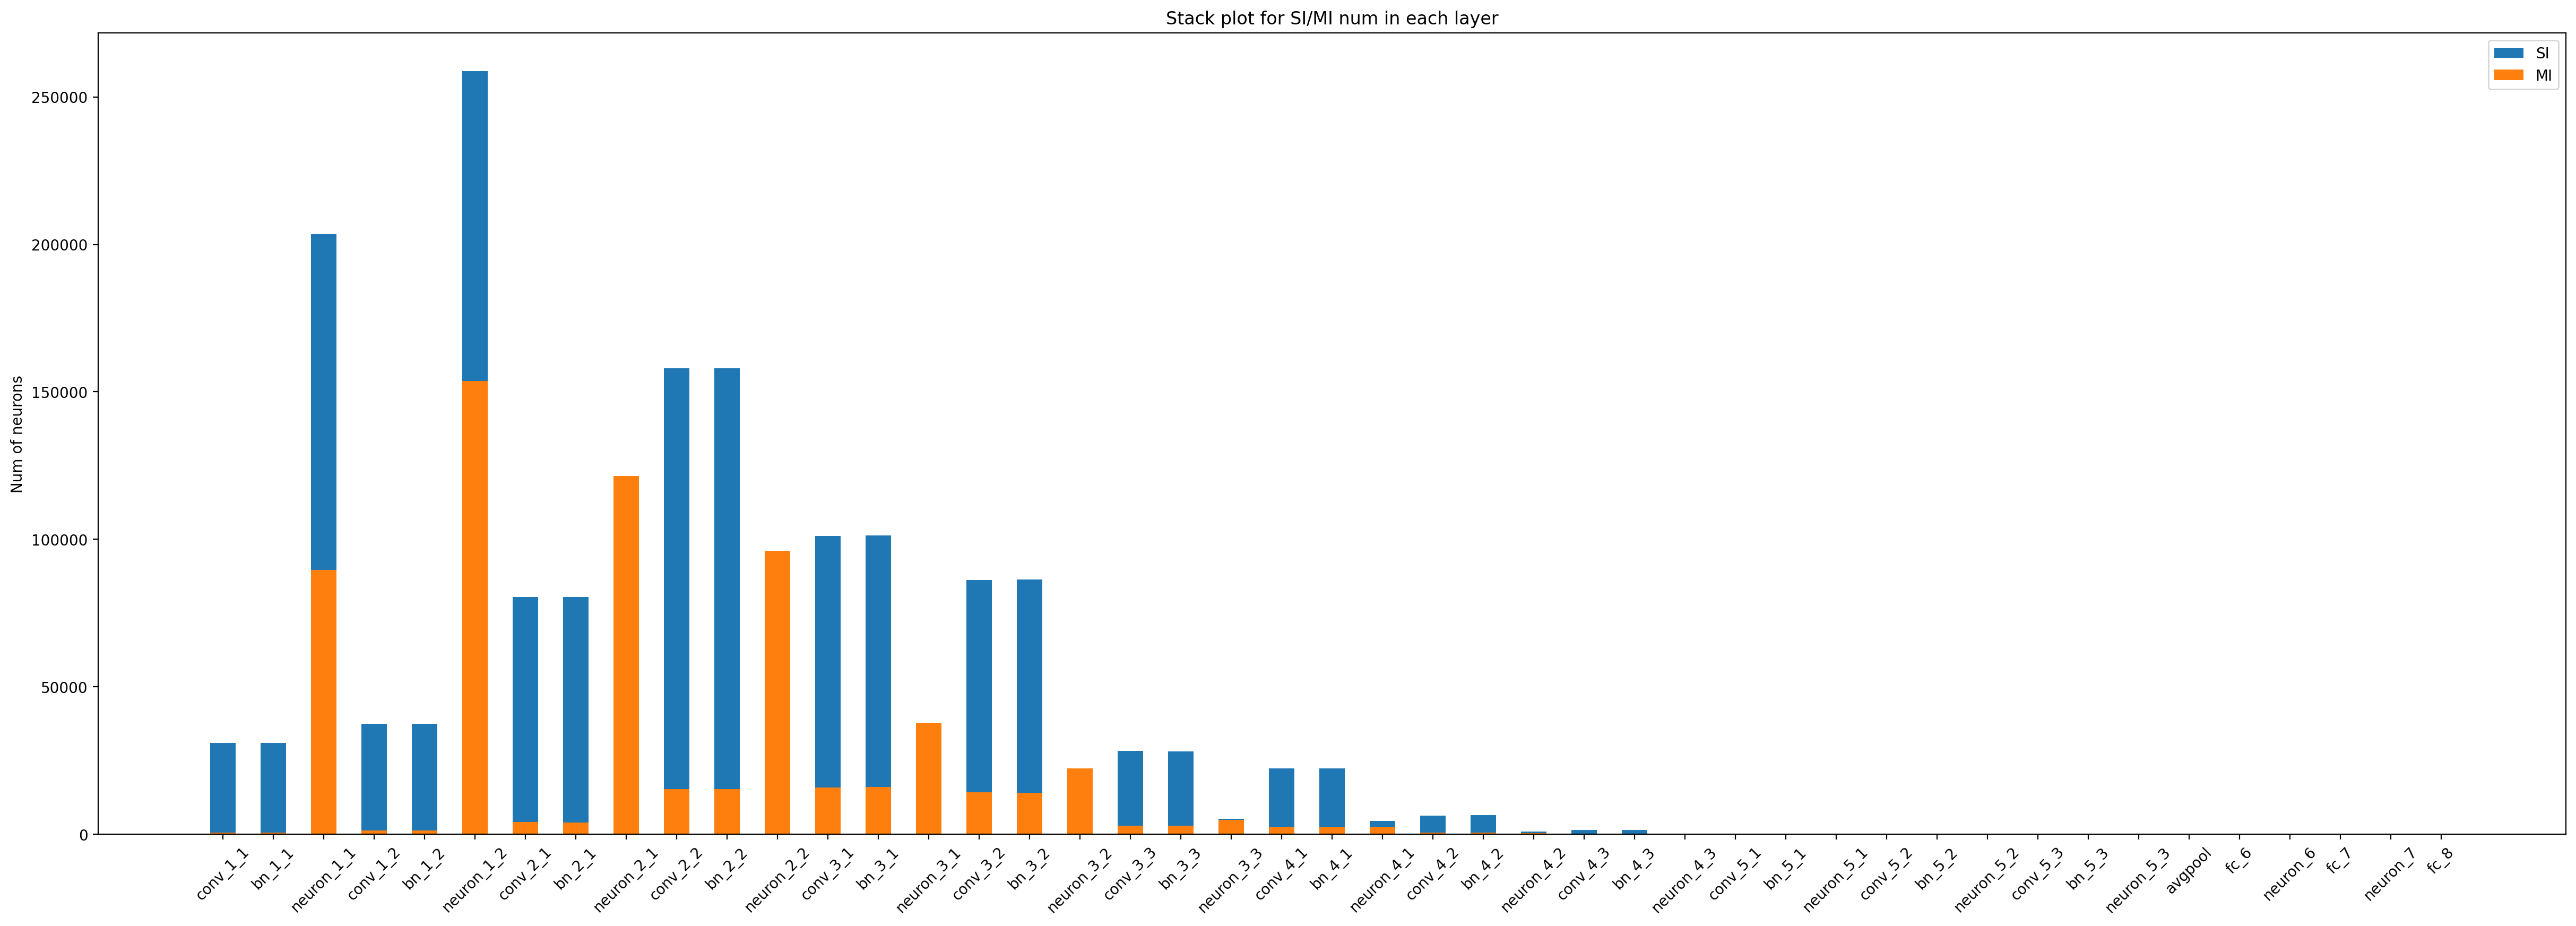 Stack plot for SI/MI num in each layer
SI
MI
Num of neurons
250000
200000
150000
100000
50000
0
conv_1_1
bn_1_1
neuron_1_1
conv_1_2
bn_1_2
neuron_1_2
conv_2_1
bn_2_1
neuron_2_1
conv_2_2
bn_2_2
neuron_2_2
conv_3_1
bn_3_1
neuron_3_1
conv_3_2
bn_3_2
neuron_3_2
conv_3_3
bn_3_3
neuron_3_3
conv_4_1
bn_4_1
neuron_4_1
conv_4_2
bn_4_2
neuron_4_2
conv_4_3
bn_4_3
neuron_4_3
conv_5_1
bn_5_1
neuron_5_1
conv_5_2
bn_5_2
neuron_5_2
conv_5_3
bn_5_3
neuron_5_3
avgpool
fc_6
neuron_6
fc_7
neuron_7
fc_8